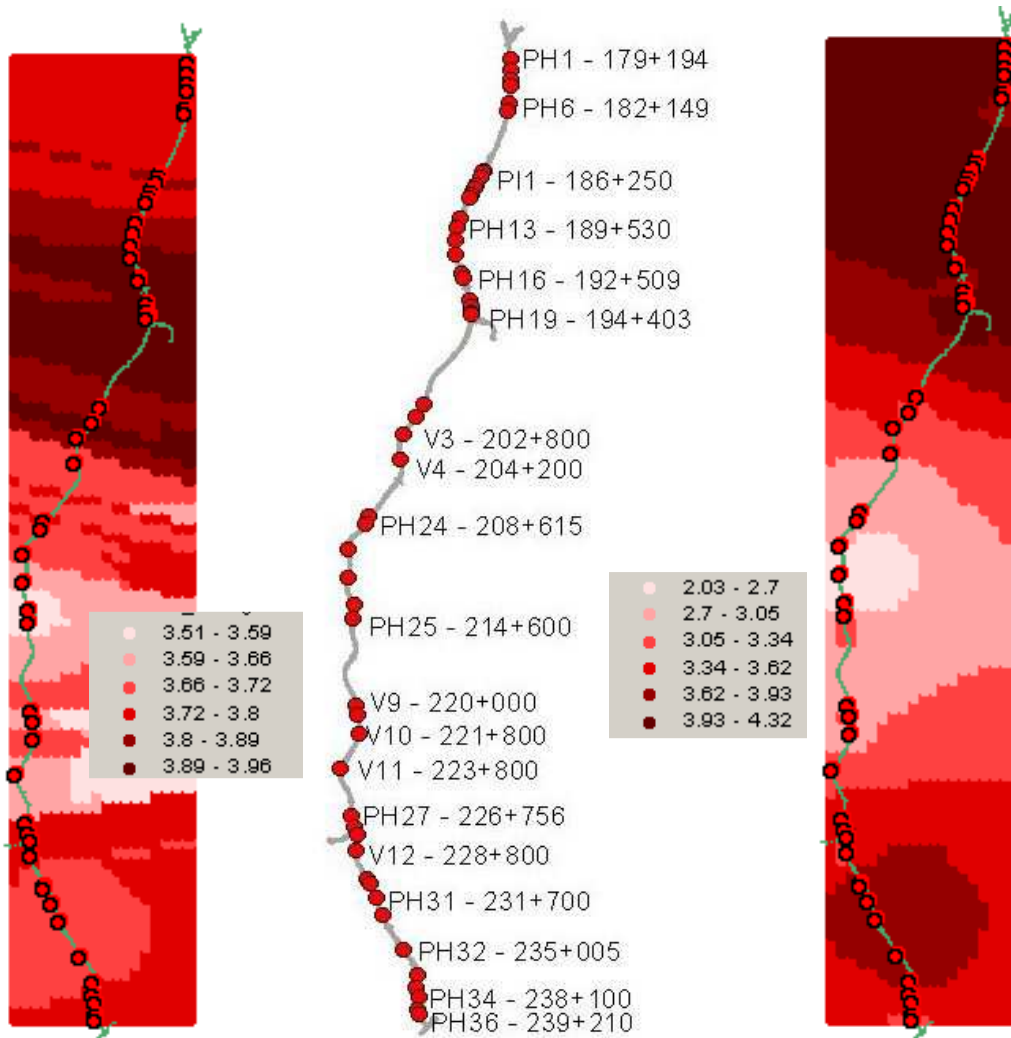 PH1 - 179+194
PH6 - 182+149
PI1 - 186+250
PH13 - 189+530
PH16 - 192+509
PH19 - 194+403
V3 - 202+800
V4 - 204+200
PH24 - 208+615
PH25 - 214+600
V9 - 220+000
V10 - 221+800
V11 - 223+800
PH27 - 226+756
V12 - 228+800
PH31 - 231+700
PH32 - 235+005
PH34 - 238+100
PH36 - 239+210
3.51 - 3.59
3.59 - 3.66
3.66 - 3.72
3.72 - 3.8
3.8 - 3.89
3.89 - 3.96
2.03 - 2.7
2.7 - 3.05
3.05 - 3.34
3.34 - 3.62
3.62 - 3.93
3.93 - 4.32